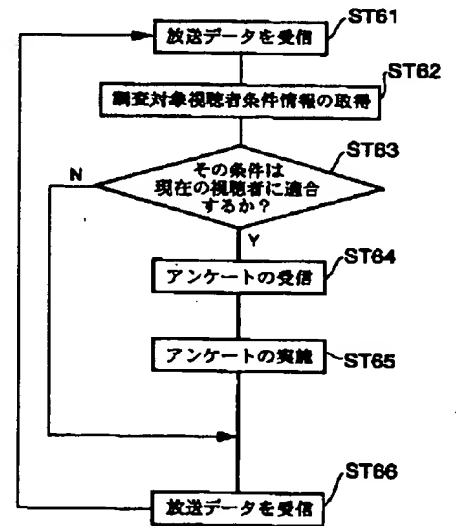 放送データを受信
ST61
調査対象視聴者条件情報の取得
ST62
その条件は
現在の視聴者に適合
するか?
ST63
N
Y
アンケートの受信
ST64
アンケートの実施
ST65
放送データを受信
ST66